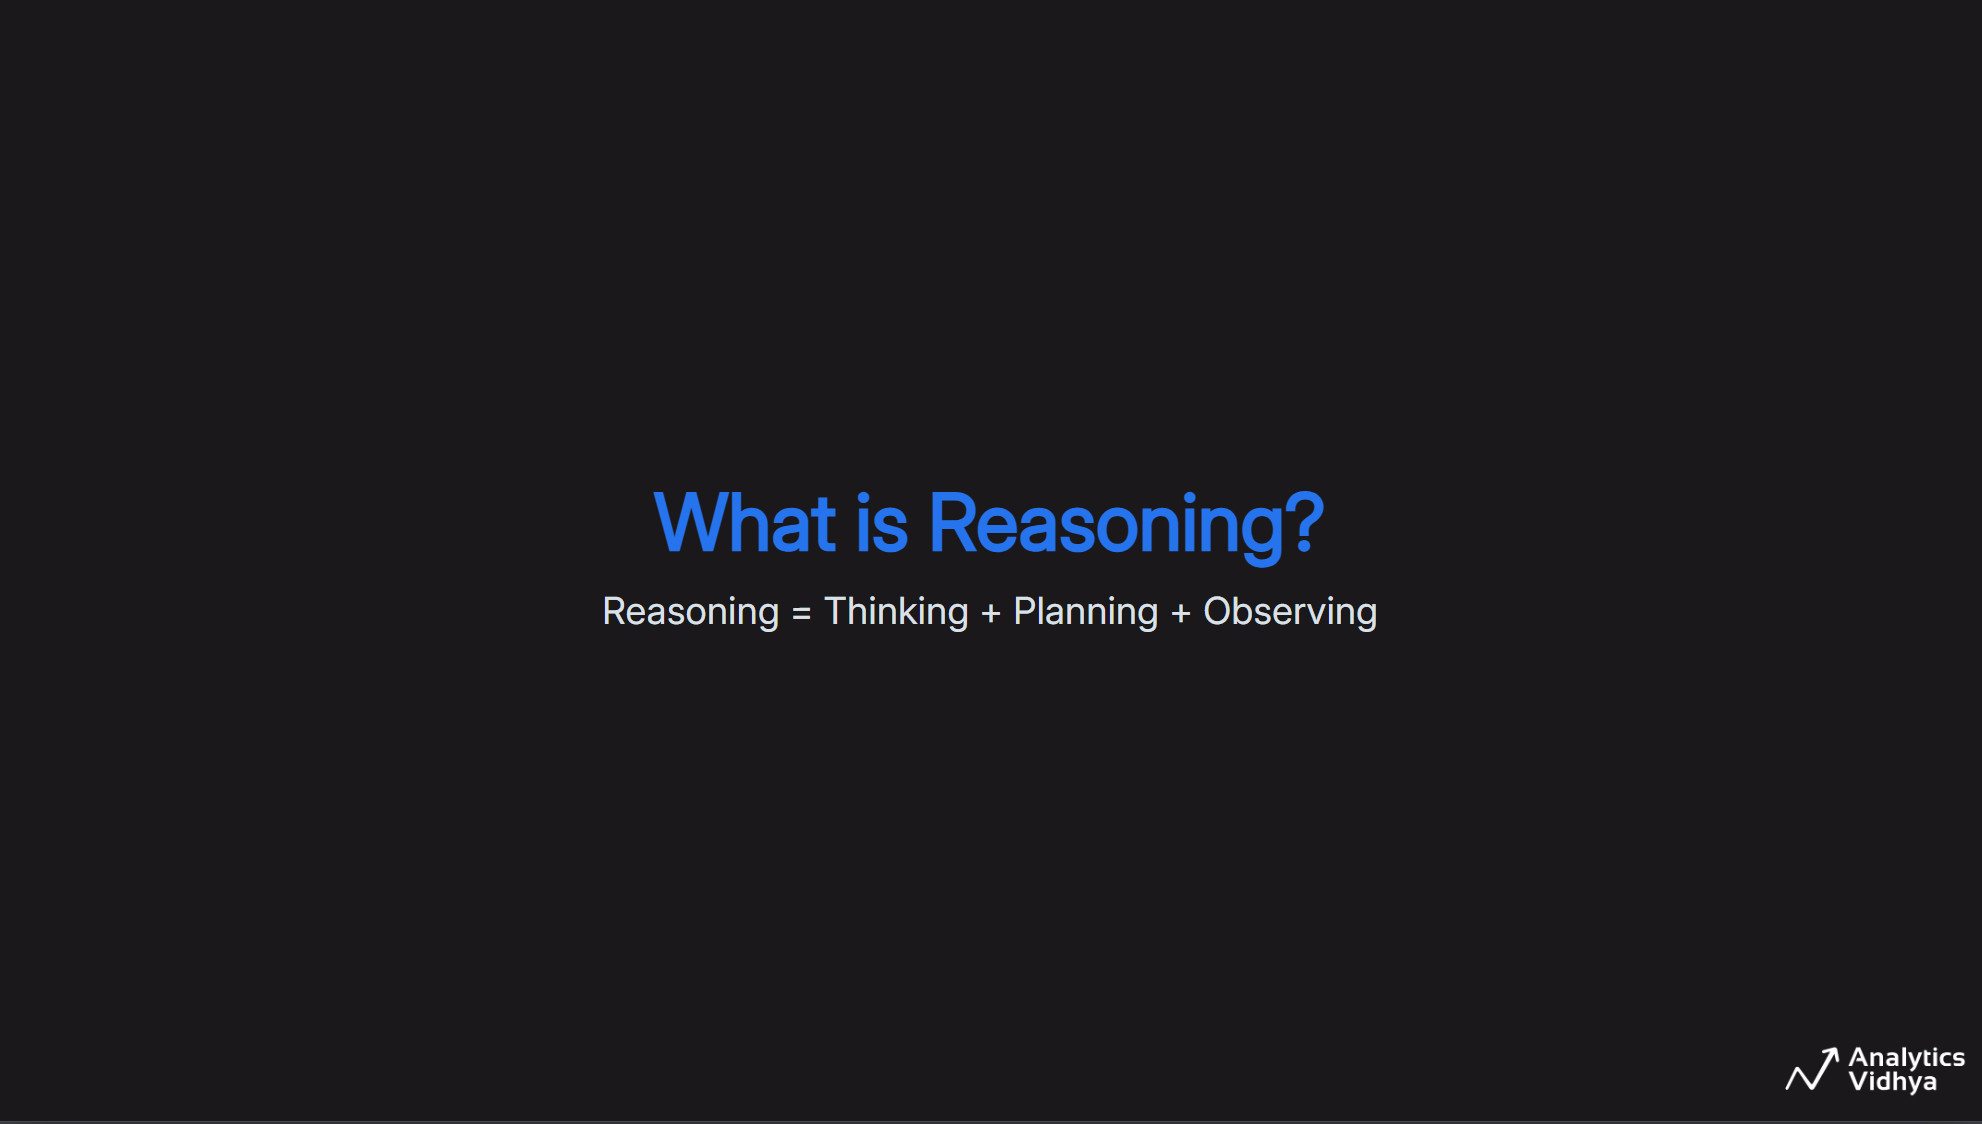 What is Reasoning?
Reasoning = Thinking + Planning + Observing
Analytics
Vidhya